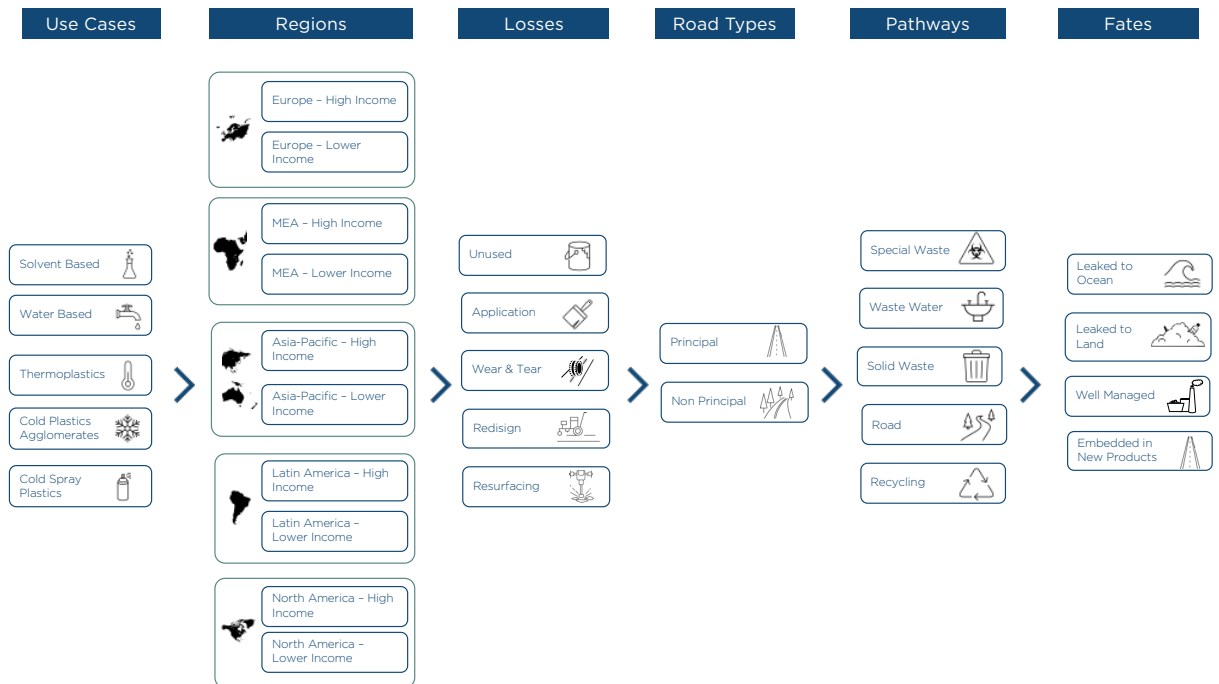 Use Cases
Regions
Losses
Road Types
Pathways
Fates
Solvent Based
Water Based
Thermoplastics
Cold Plastics
Agglomerates
Cold Spray
Plastics
Europe – High Income
Europe – Lower
Income
MEA – High Income
MEA – Lower Income
Asia-Pacific – High
Income
Asia-Pacific – Lower
Income
Latin America – High
Income
Latin America –
Lower Income
North America – High
Income
North America –
Lower Income
Unused
Application
Wear & Tear
Redisign
Resurfacing
Principal
Non Principal
Special Waste
Waste Water
Solid Waste
Road
Recycling
Leaked to
Ocean
Leaked to
Land
Well Managed
Embedded in
New Products